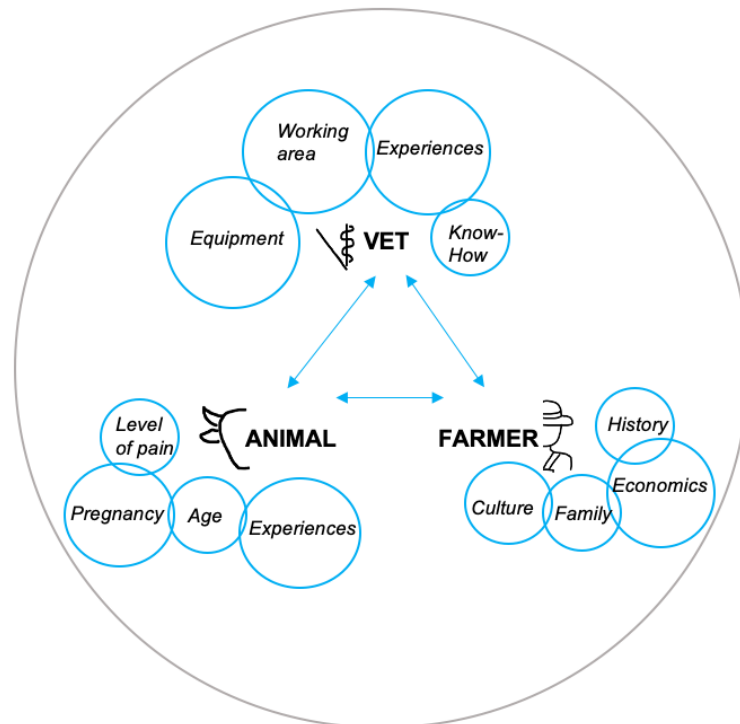 Working
area
Experiences
Equipment
VET
Know-
How
Level
of pain
ANIMAL
FARMER
History
Pregnancy
Age
Experiences
Culture
Family
Economics